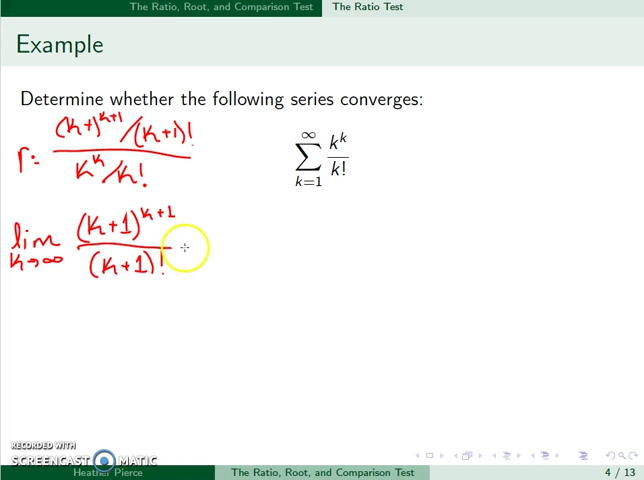 The Ratio, Root, and Comparison Test The Ratio Test
Example
Determine whether the following series converges:
r = (k+1)^{k+1}/(k+1)! / k^k/k!
∞ ∑ k=1 k^k / k!
lim k→∞ (k+1)^{k+1} / (k+1)!
RECORDED WITH
SCREENCAST MATIC
Heather Pierce The Ratio, Root, and Comparison Test 4 / 13